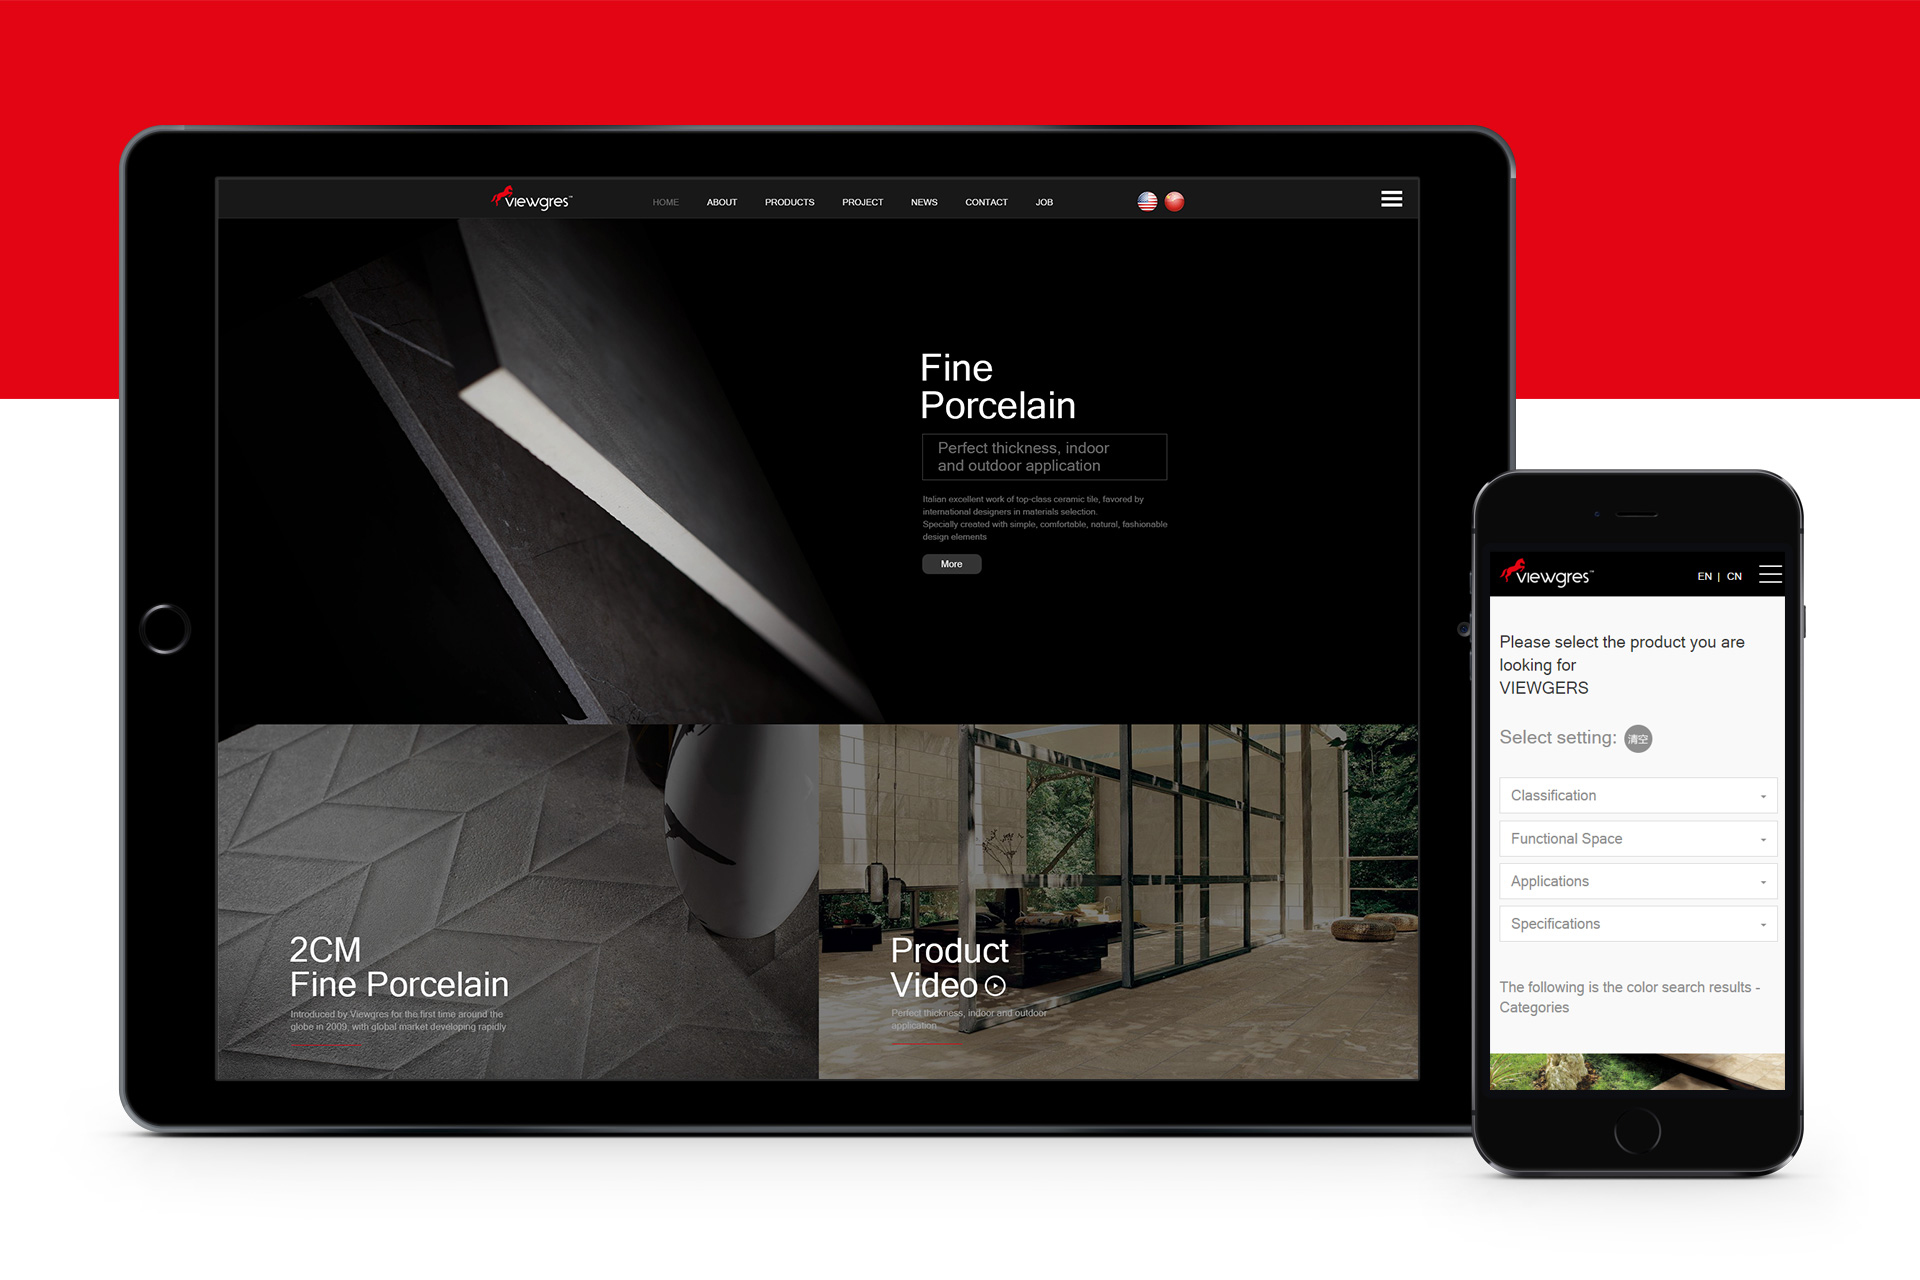 viewgres™
HOME ABOUT PRODUCTS PROJECT NEWS CONTACT JOB
Fine
Porcelain
Perfect thickness, indoor
and outdoor application
Italian excellent work of top-class ceramic tile, favored by
international designers in materials selection.
Specially created with simple, comfortable, natural, fashionable
design elements
More
2CM
Fine Porcelain
Introduced by Viewgres for the first time around the
globe in 2009, with global market developing rapidly
Product
Video
Perfect thickness, indoor and outdoor
application
viewgres™
EN | CN
Please select the product you are
looking for
VIEWGERS
Select setting: 清空
Classification
Functional Space
Applications
Specifications
The following is the color search results -
Categories